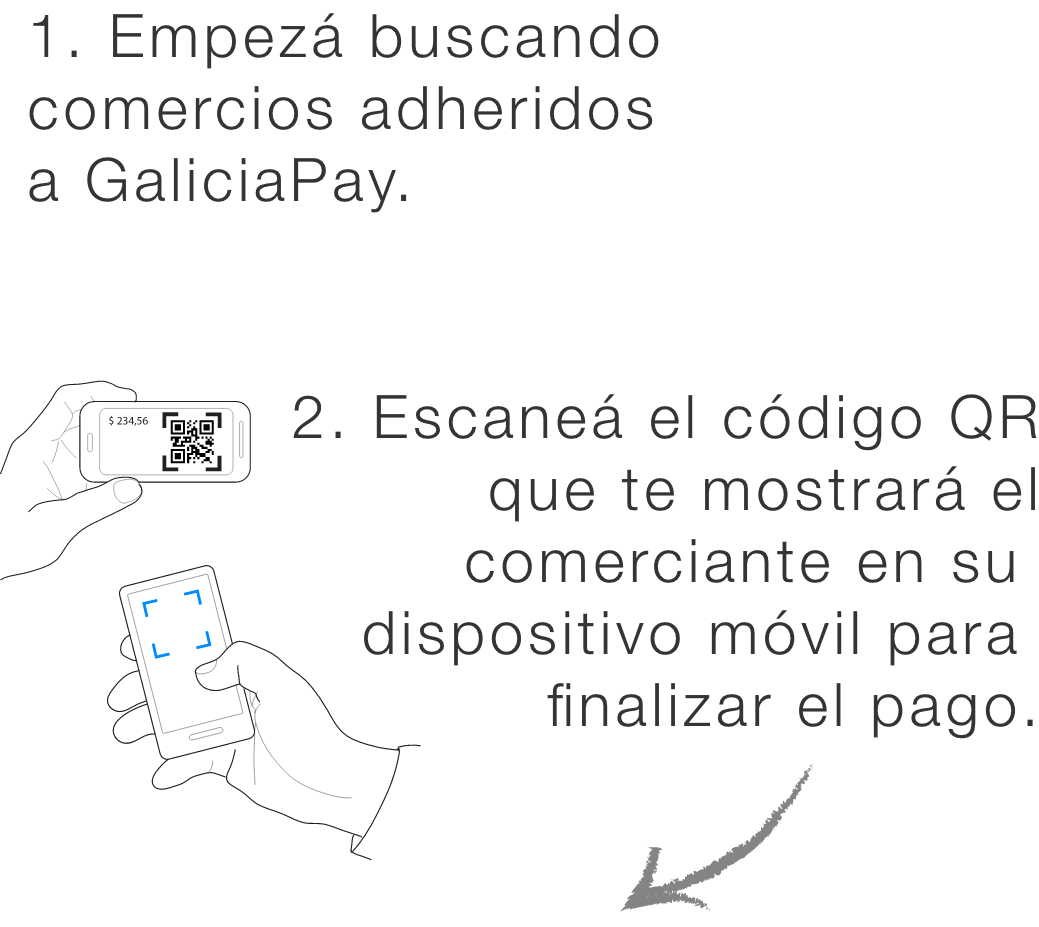 1. Empezá buscando
comercios adheridos
a GaliciaPay.
$ 234,56
2. Escaneá el código QR
que te mostrará el
comerciante en su
dispositivo móvil para
finalizar el pago.